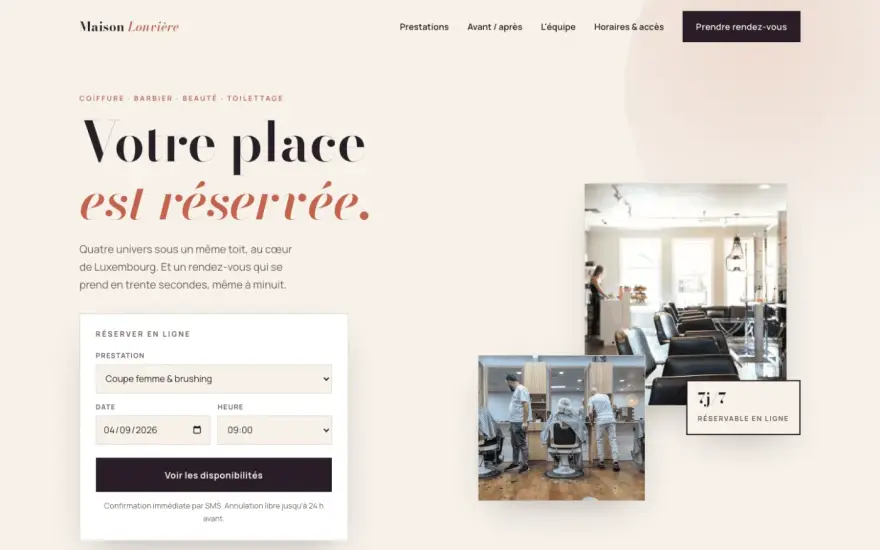 Maison Louvière
Prestations
Avant / après
L'équipe
Horaires & accès
Prendre rendez-vous
COIFFURE · BARBIER · BEAUTÉ · TOILETTAGE
Votre place
est réservée.
Quatre univers sous un même toit, au cœur
de Luxembourg. Et un rendez-vous qui se
prend en trente secondes, même à minuit.
RÉSERVER EN LIGNE
PRESTATION
Coupe femme & brushing
DATE
HEURE
04/09/2026
09:00
Voir les disponibilités
Confirmation immédiate par SMS. Annulation libre jusqu'à 24 h
avant.
7j/7
RÉSERVABLE EN LIGNE